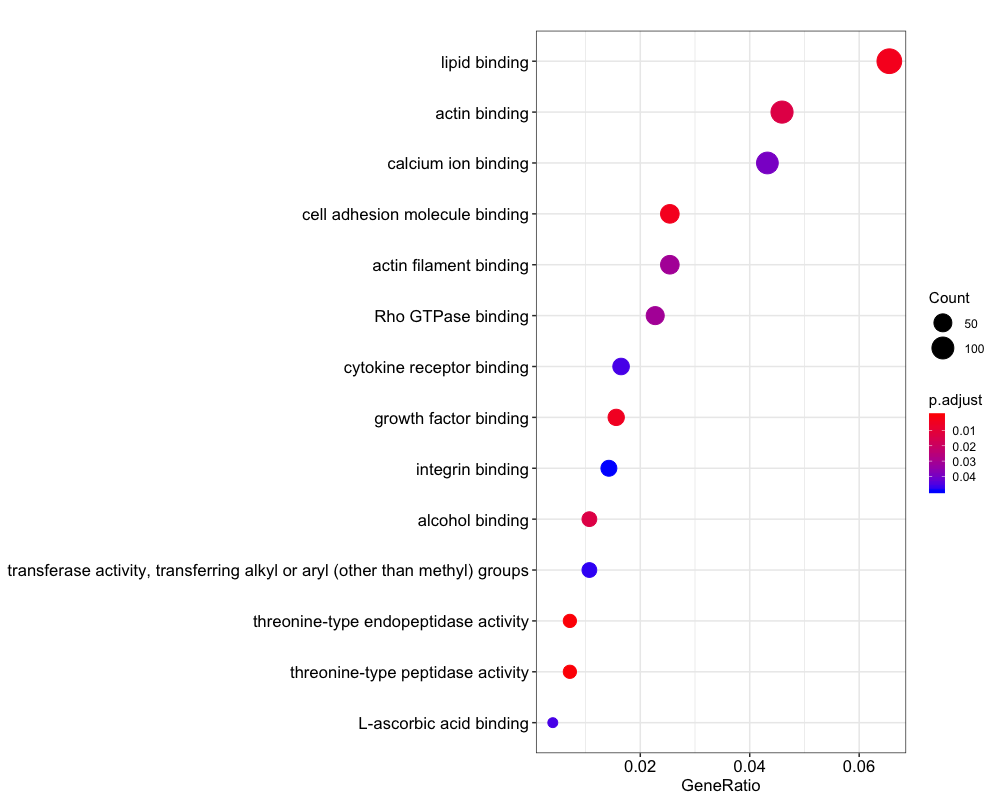 lipid binding
actin binding
calcium ion binding
cell adhesion molecule binding
actin filament binding
Rho GTPase binding
cytokine receptor binding
growth factor binding
integrin binding
alcohol binding
transferase activity, transferring alkyl or aryl (other than methyl) groups
threonine-type endopeptidase activity
threonine-type peptidase activity
L-ascorbic acid binding
0.02 0.04 0.06
GeneRatio
Count
50
100
p.adjust
0.01
0.02
0.03
0.04